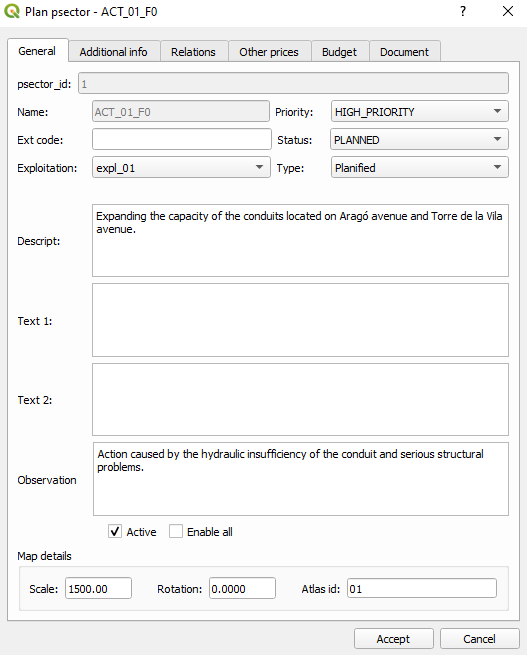 Plan psector - ACT_01_F0
? ×
General Additional info Relations Other prices Budget Document
psector_id: 1
Name: ACT_01_F0 Priority: HIGH_PRIORITY
Ext code: Status: PLANNED
Exploitation: expl_01 Type: Planified
Descript: Expanding the capacity of the conduits located on Aragó avenue and Torre de la Vila
avenue.
Text 1:
Text 2:
Observation Action caused by the hydraulic insufficiency of the conduit and serious structural
problems.
Active Enable all
Map details
Scale: 1500.00 Rotation: 0.0000 Atlas id: 01
Accept Cancel